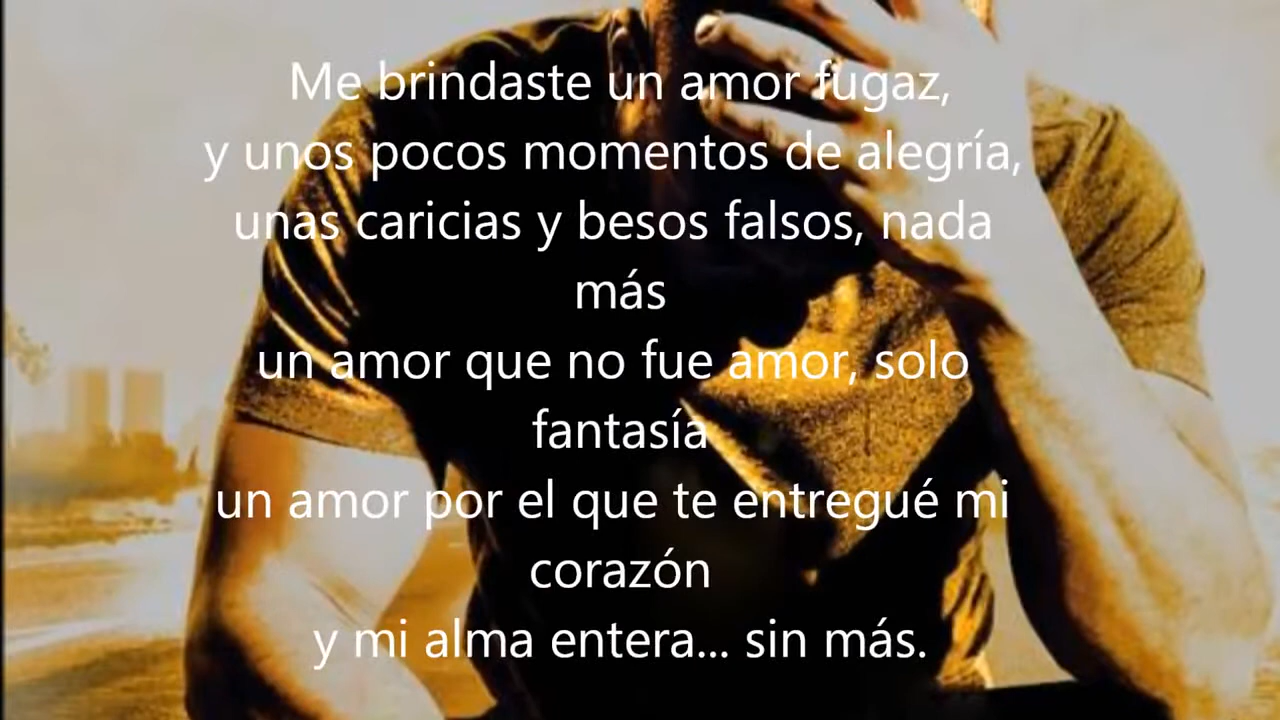 Me brindaste un amor fugaz,
y unos pocos momentos de alegría,
unas caricias y besos falsos, nada
más
un amor que no fue amor, solo
fantasía
un amor por el que te entregué mi
corazón
y mi alma entera... sin más.